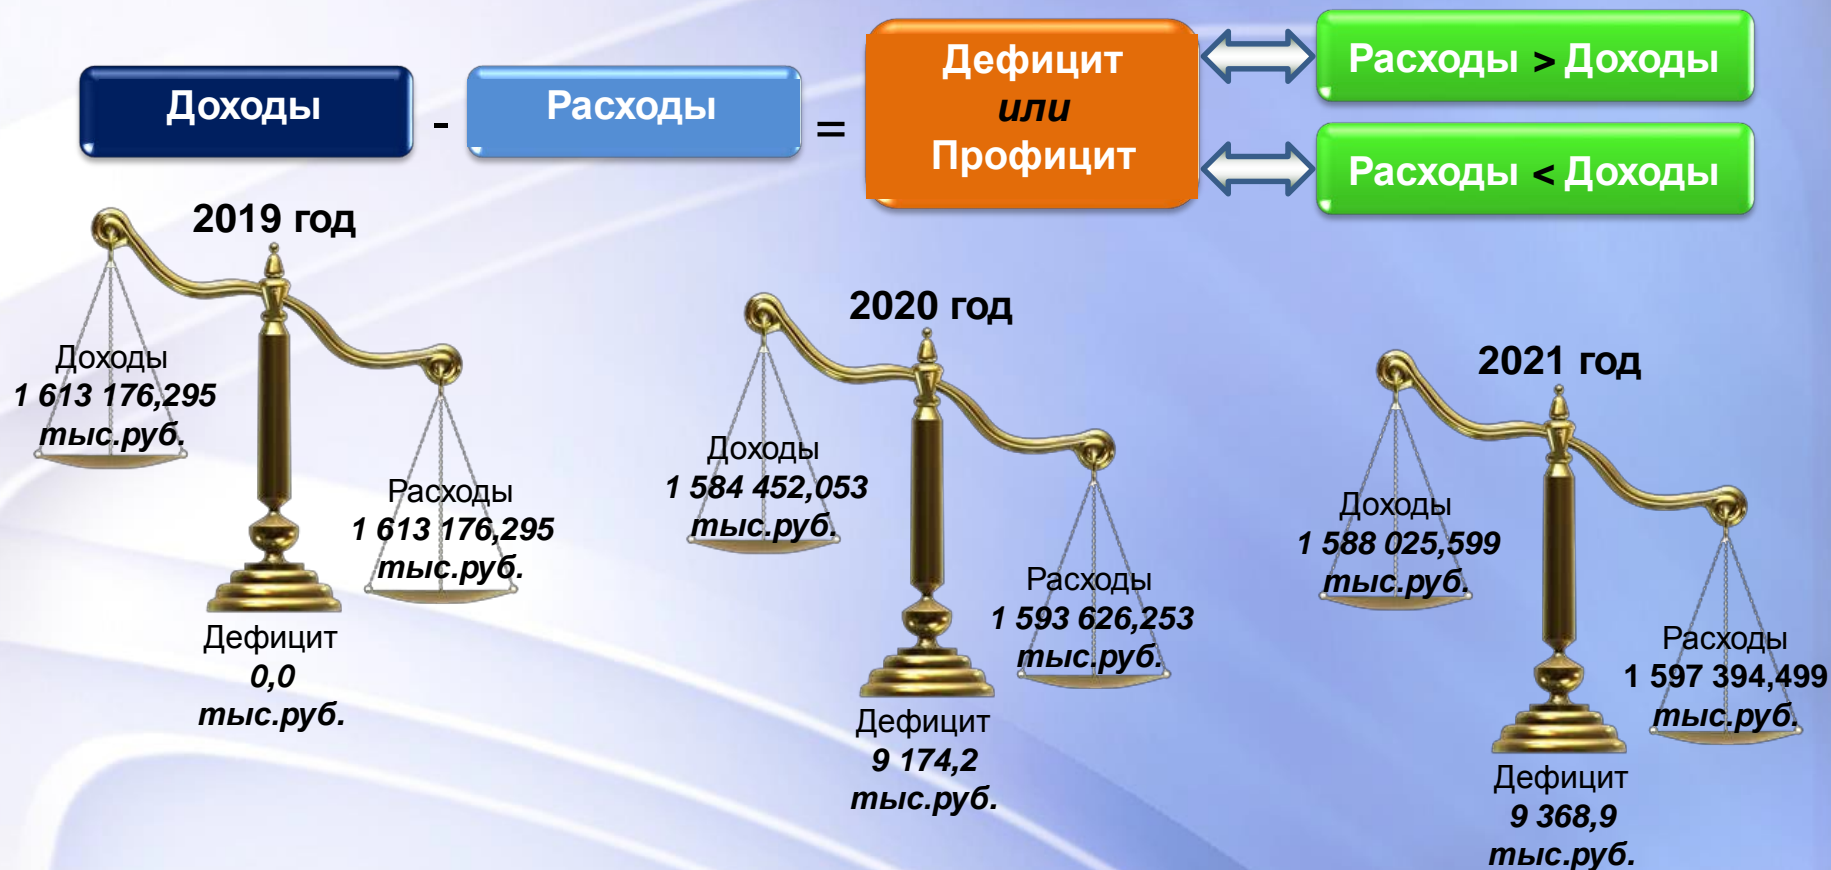 Доходы
-
Расходы
=
Дефицит
или
Профицит
Расходы > Доходы
Расходы < Доходы
2019 год
Доходы
1 613 176,295
тыс.руб.
Расходы
1 613 176,295
тыс.руб.
Дефицит
0,0
тыс.руб.
2020 год
Доходы
1 584 452,053
тыс.руб.
Расходы
1 593 626,253
тыс.руб.
Дефицит
9 174,2
тыс.руб.
2021 год
Доходы
1 588 025,599
тыс.руб.
Расходы
1 597 394,499
тыс.руб.
Дефицит
9 368,9
тыс.руб.